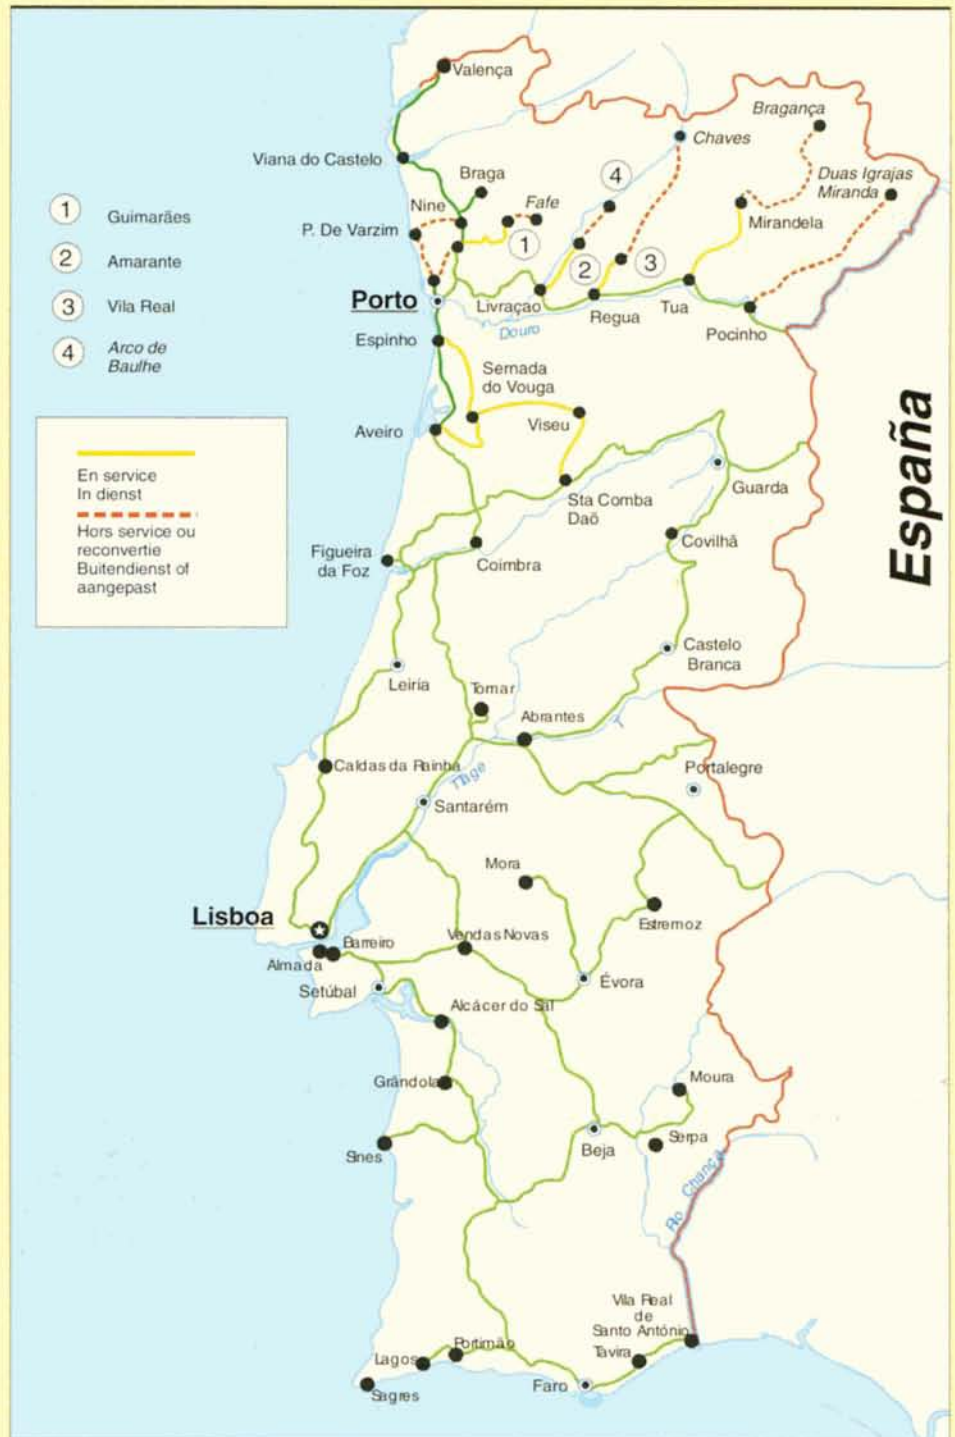 Valença
Bragança
Chaves
Viana do Castelo
Braga
4
Duas Igrajas
Miranda
1
Guimarães
Nine
Fafe
P. De Varzim
1
Mirandela
2
Amarante
2
3
3
Vila Real
Porto
Livraçao
Regua
Tua
Pocinho
Douro
4
Arco de
Baulhe
Espinho
Sernada
do Vouga
Aveiro
Viseu
España
En service
In dienst
Hors service ou
reconvertie
Buitendienst of
aangepast
Guarda
Sta Comba
Daõ
Figueira
da Foz
Coimbra
Covilhã
Castelo
Branca
Leiria
Tomar
Abrantes
T
Caldas da Rainha
Portalegre
Santarém
Mora
Lisboa
Estremoz
Barreiro
Vendas Novas
Almada
Setúbal
Évora
Alcácer do Sal
Grândola
Moura
Serpa
Sines
Beja
Rio Chança
Vila Real
de
Santo António
Portimão
Tavira
Lagos
Faro
Sagres